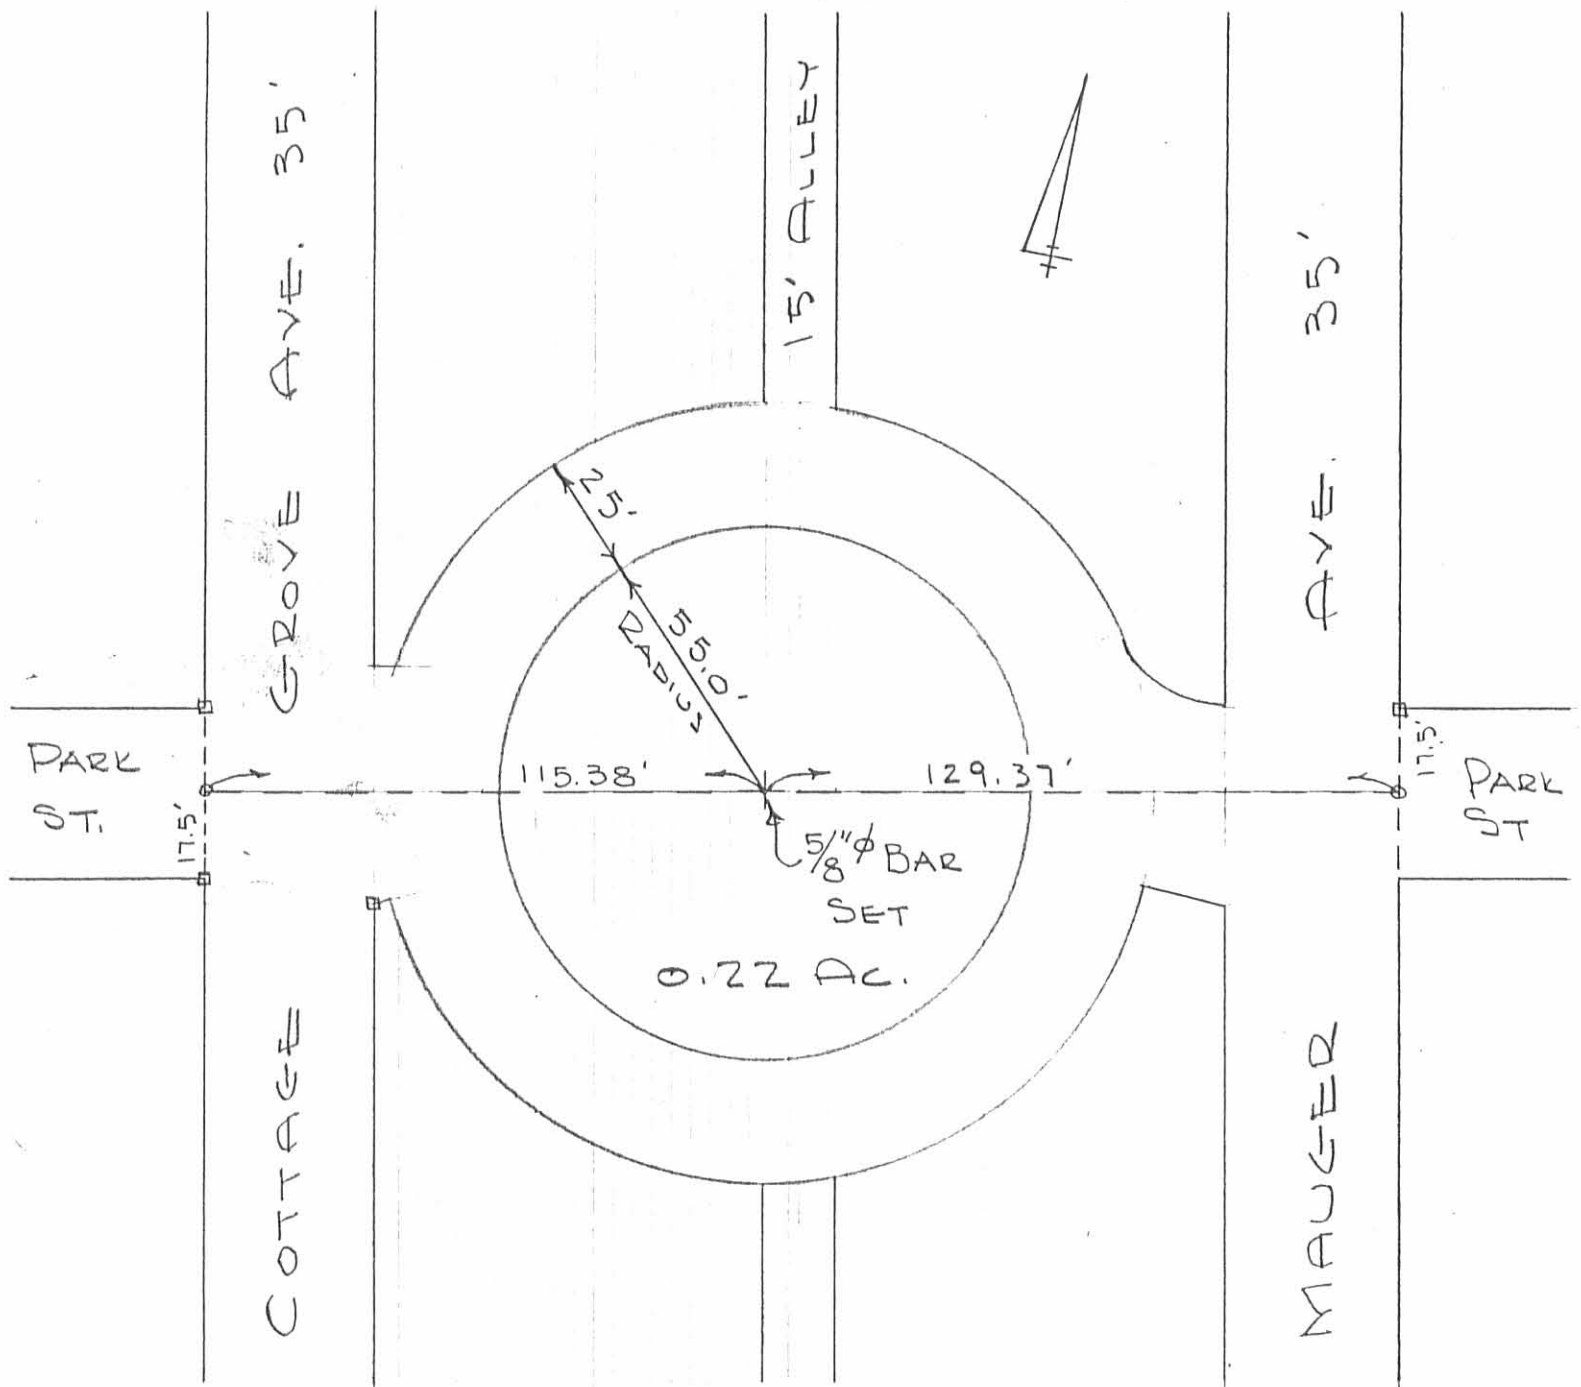 COTTAGE GROVE AVE. 35'
15' ALLEY
MAUGER AVE. 35'
25'
55.0'
RADIUS
PARK
ST.
17.5'
115.38'
129.37'
17.5'
PARK
ST
5/8"ϕ BAR
SET
0.22 AC.